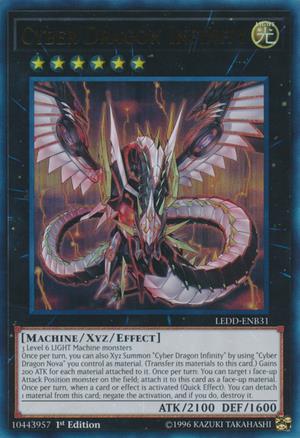 CYBER DRAGON INFINITY
LIGHT
光
LEDD-ENB31
[MACHINE/XYZ/EFFECT]
3 Level 6 LIGHT Machine monsters
Once per turn, you can also Xyz Summon "Cyber Dragon Infinity" by using "Cyber
Dragon Nova" you control as material. (Transfer its materials to this card.) Gains
200 ATK for each material attached to it. Once per turn: You can target 1 face-up
Attack Position monster on the field; attach it to this card as a face-up material.
Once per turn, when a card or effect is activated (Quick Effect): You can detach
1 material from this card; negate the activation, and if you do, destroy it.
ATK/2100 DEF/1600
10443957
1st Edition
©1996 KAZUKI TAKAHASHI